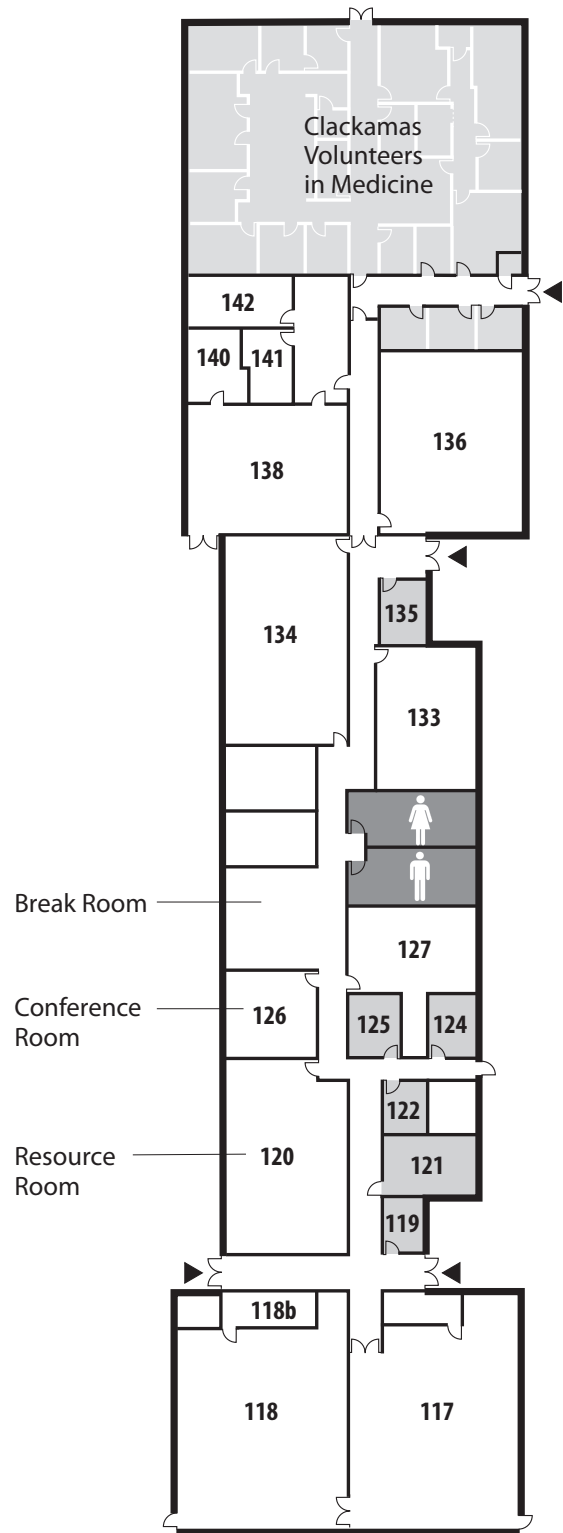 Clackamas
Volunteers
in Medicine
142
140
141
136
138
135
134
133
Break Room
127
Conference
Room
126
125
124
122
Resource
Room
120
121
119
118b
118
117